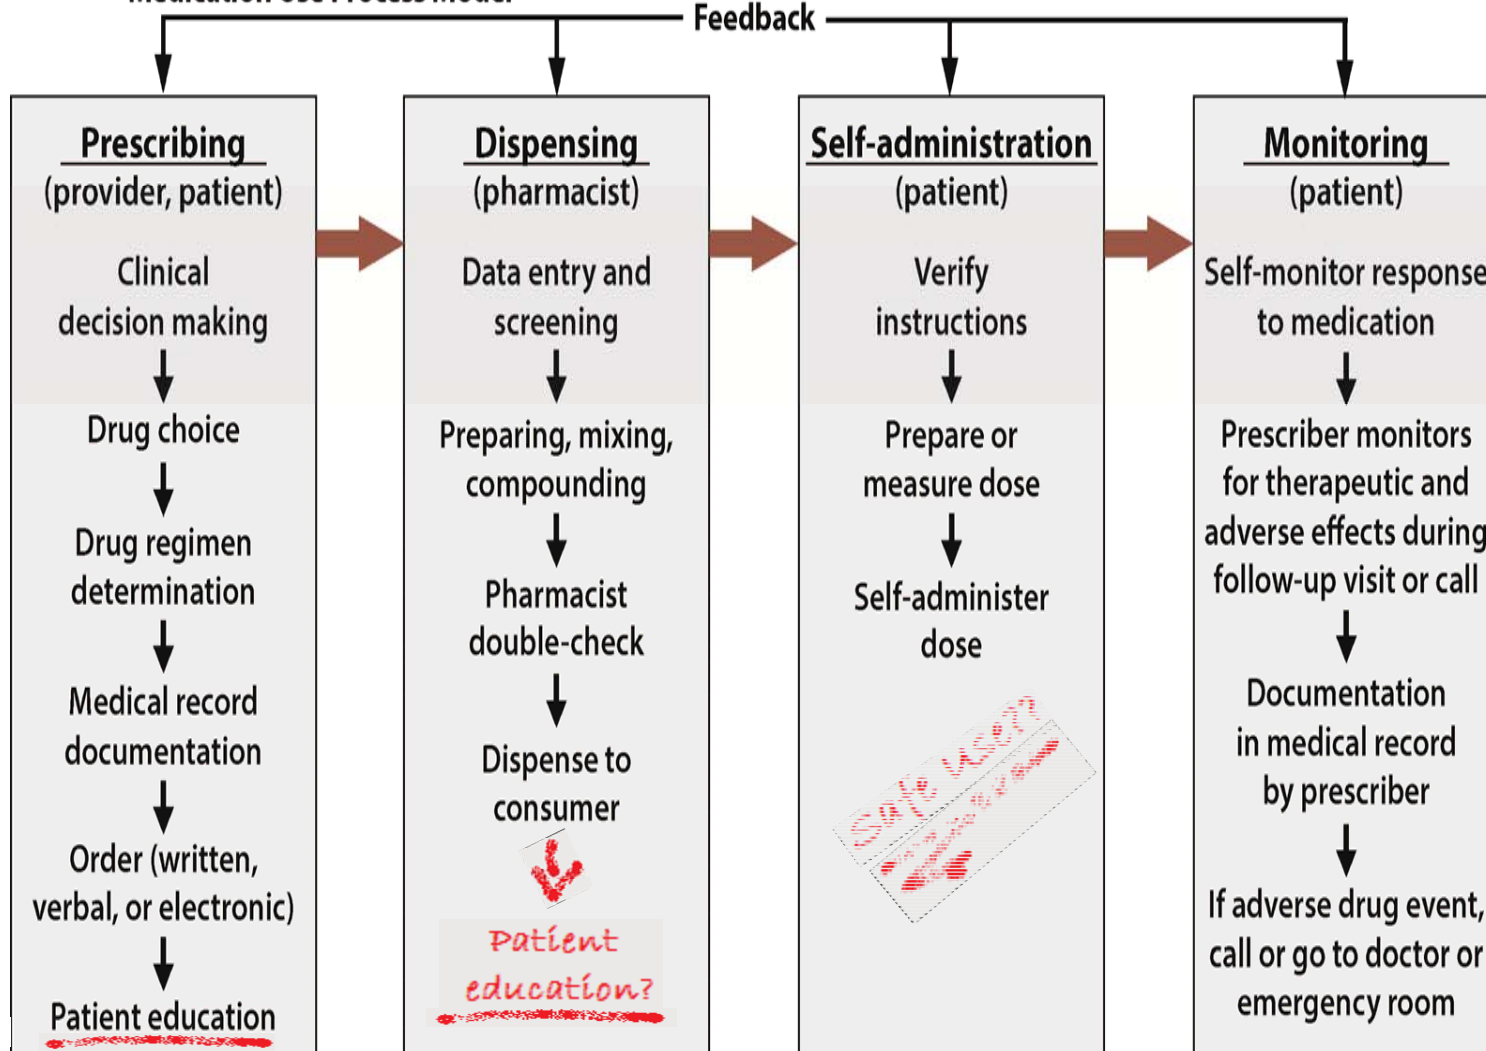 Medication Use Process Model
Feedback
Prescribing
(provider, patient)
Clinical
decision making
Drug choice
Drug regimen
determination
Medical record
documentation
Order (written,
verbal, or electronic)
Patient education
Dispensing
(pharmacist)
Data entry and
screening
Preparing, mixing,
compounding
Pharmacist
double-check
Dispense to
consumer
Patient
education?
Self-administration
(patient)
Verify
instructions
Prepare or
measure dose
Self-administer
dose
Safe use??
Monitoring
(patient)
Self-monitor response
to medication
Prescriber monitors
for therapeutic and
adverse effects during
follow-up visit or call
Documentation
in medical record
by prescriber
If adverse drug event,
call or go to doctor or
emergency room